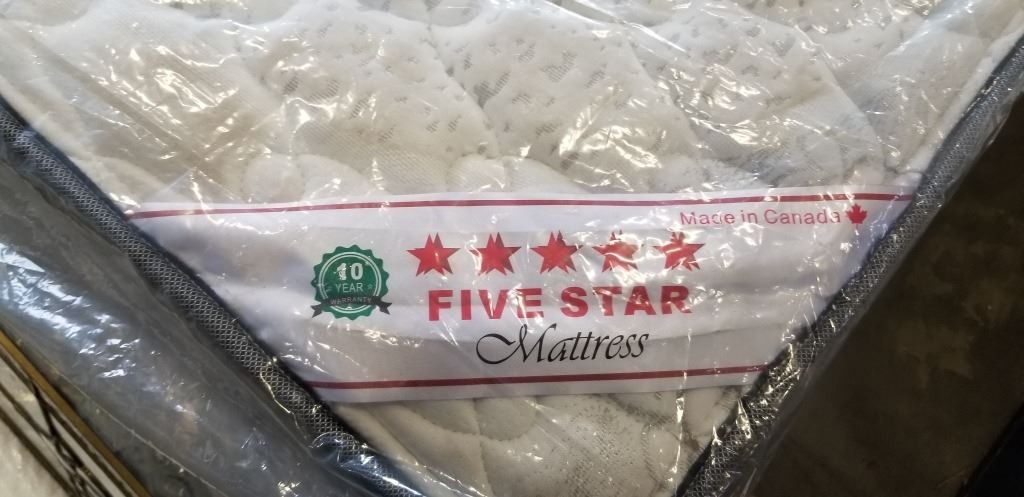 Made in Canada
10
YEAR
WARRANTY
FIVE STAR
Mattress